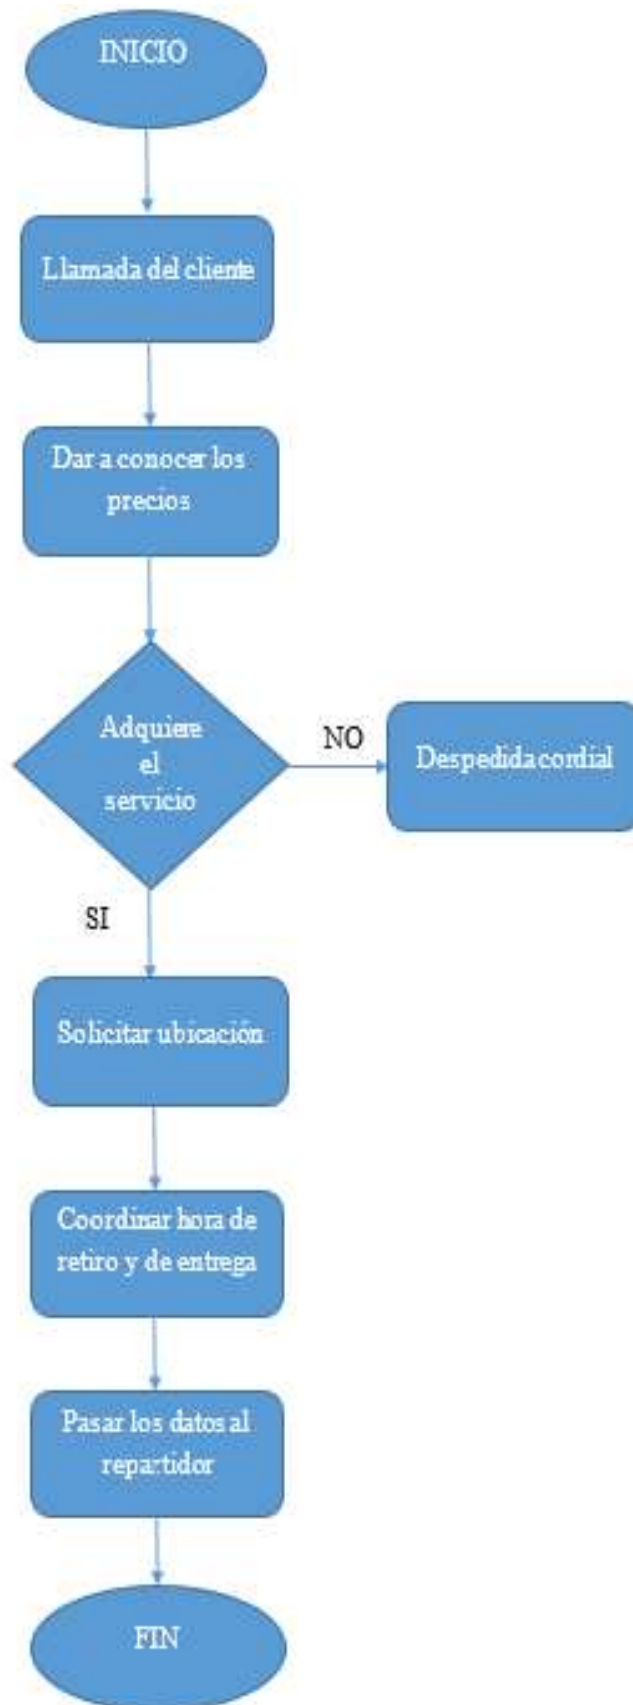 INICIO
Llamada del cliente
Dar a conocer los
precios
Adquiere
el
servicio
NO
Despedida cordial
SI
Solicitar ubicación
Coordinar hora de
retiro y de entrega
Pasar los datos al
repartidor
FIN